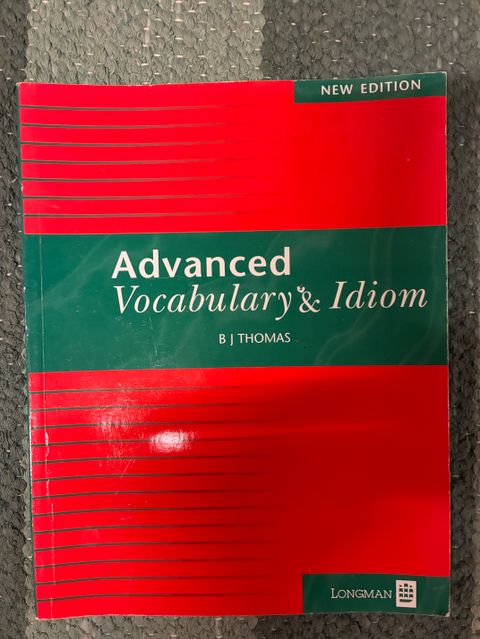 NEW EDITION
Advanced
Vocabulary & Idiom
B J THOMAS
LONGMAN